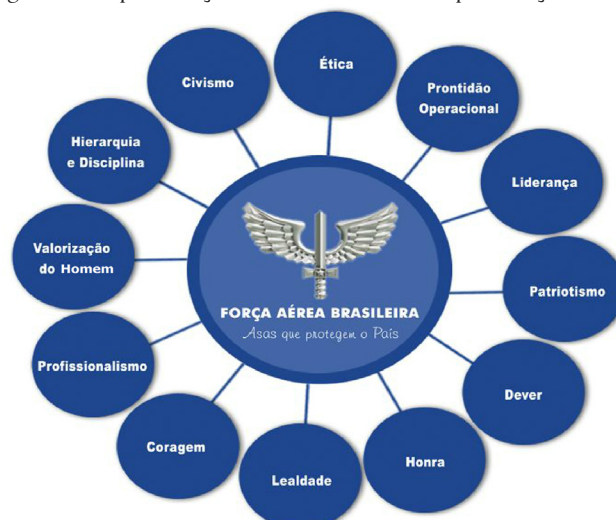 Ética
Prontidão
Operacional
Liderança
Patriotismo
Dever
Honra
Lealdade
Coragem
Profissionalismo
Valorização
do Homem
Hierarquia
e Disciplina
Civismo
FORÇA AÉREA BRASILEIRA
Asas que protegem o País